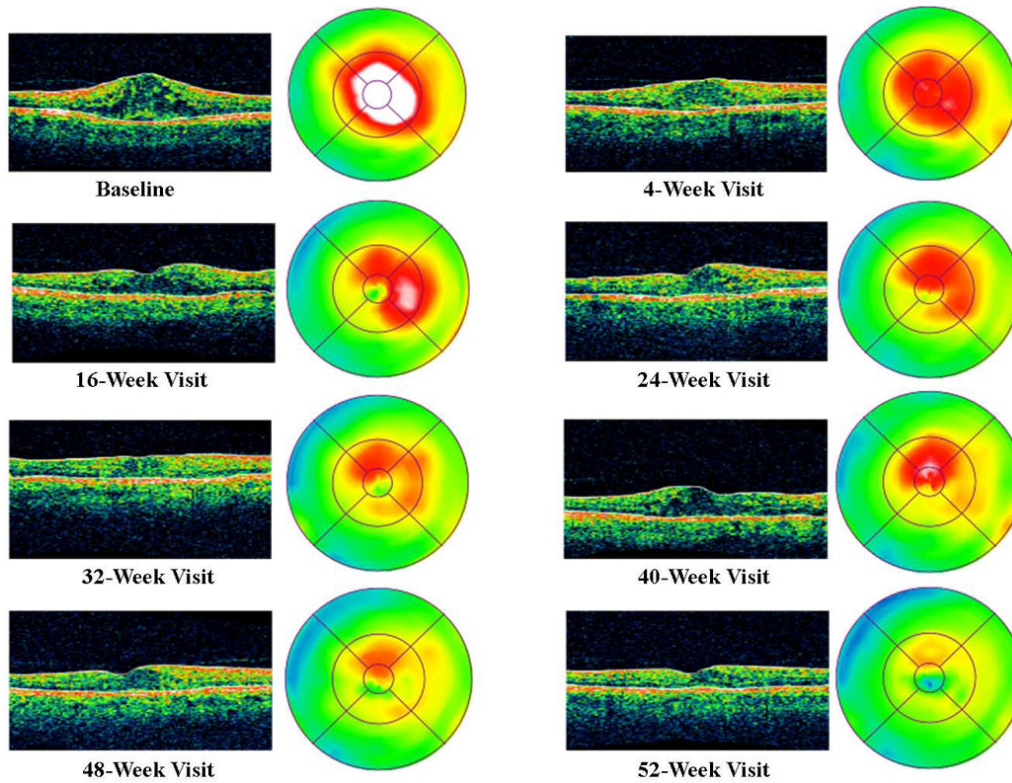 Baseline
4-Week Visit
16-Week Visit
24-Week Visit
32-Week Visit
40-Week Visit
48-Week Visit
52-Week Visit